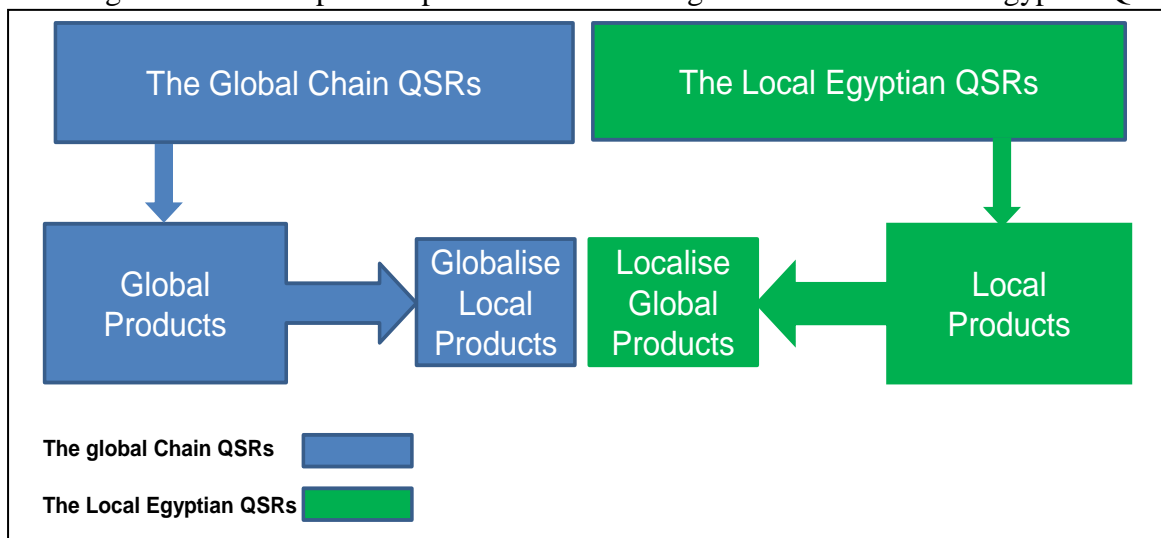 The Global Chain QSRs
The Local Egyptian QSRs
Global
Products
Globalise
Local
Products
Localise
Global
Products
Local
Products
The global Chain QSRs
The Local Egyptian QSRs